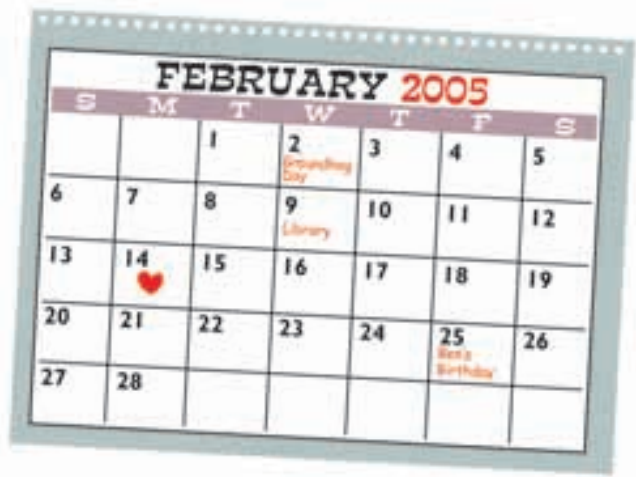 FEBRUARY 2005
S M T W T F S
1 2 3 4 5
Groundhog
Day
6 7 8 9 10 11 12
Library
13 14 15 16 17 18 19
20 21 22 23 24 25 26
Ben's
Birthday
27 28